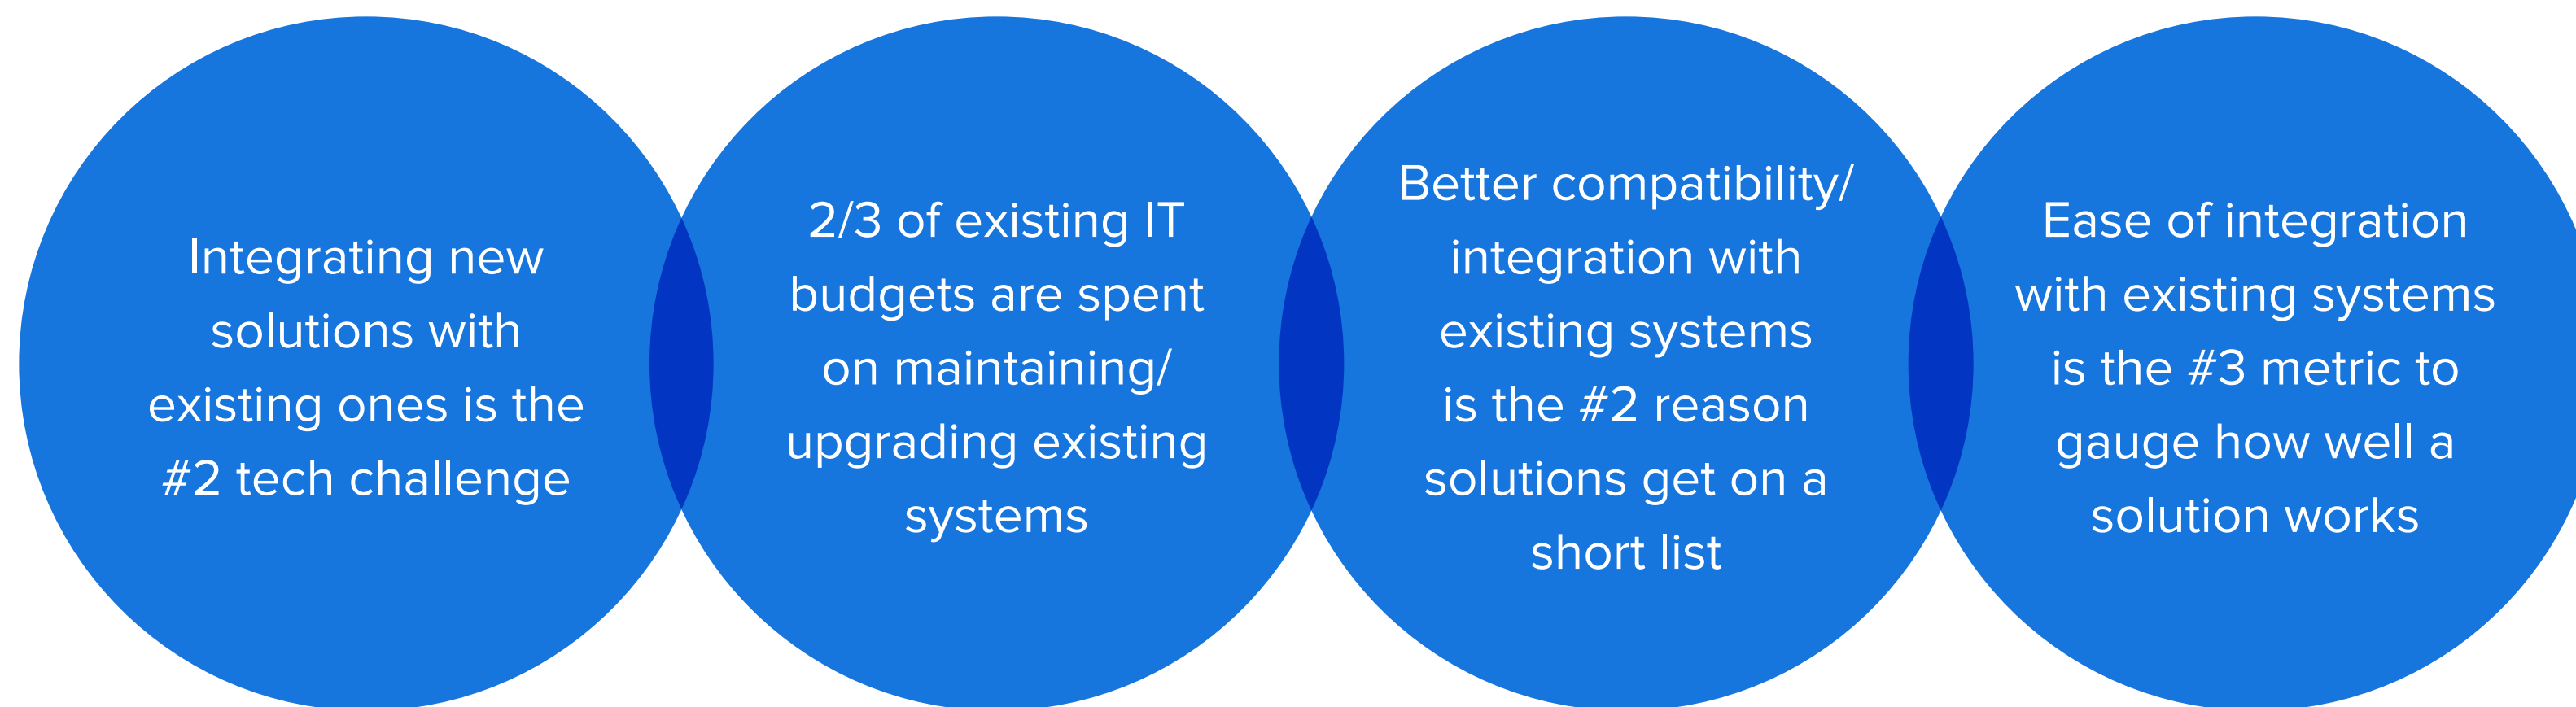 Integrating new
solutions with
existing ones is the
#2 tech challenge
2/3 of existing IT
budgets are spent
on maintaining/
upgrading existing
systems
Better compatibility/
integration with
existing systems
is the #2 reason
solutions get on a
short list
Ease of integration
with existing systems
is the #3 metric to
gauge how well a
solution works